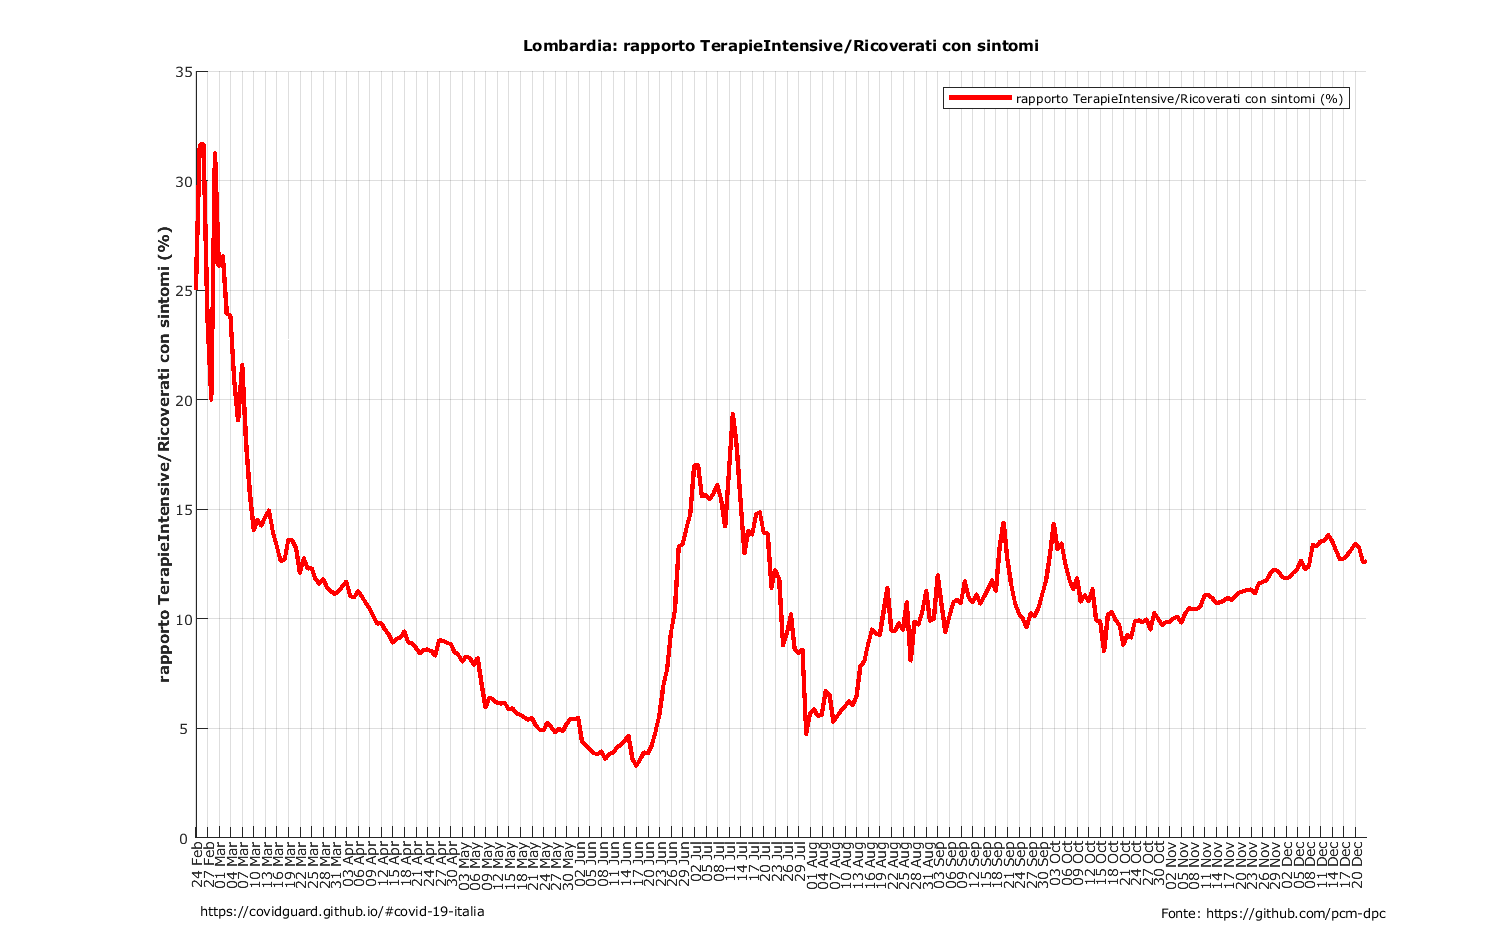 Lombardia: rapporto TerapieIntensive/Ricoverati con sintomi
rapporto TerapieIntensive/Ricoverati con sintomi (%)
rapporto TerapieIntensive/Ricoverati con sintomi (%)
35
30
25
20
15
10
5
0
24 Feb
27 Feb
01 Mar
04 Mar
07 Mar
10 Mar
13 Mar
16 Mar
19 Mar
22 Mar
25 Mar
28 Mar
31 Mar
03 Apr
06 Apr
09 Apr
12 Apr
15 Apr
18 Apr
21 Apr
24 Apr
27 Apr
30 Apr
03 May
06 May
09 May
12 May
15 May
18 May
21 May
24 May
27 May
30 May
02 Jun
05 Jun
08 Jun
11 Jun
14 Jun
17 Jun
20 Jun
23 Jun
26 Jun
29 Jun
02 Jul
05 Jul
08 Jul
11 Jul
14 Jul
17 Jul
20 Jul
23 Jul
26 Jul
29 Jul
01 Aug
04 Aug
07 Aug
10 Aug
13 Aug
16 Aug
19 Aug
22 Aug
25 Aug
28 Aug
31 Aug
03 Sep
06 Sep
09 Sep
12 Sep
15 Sep
18 Sep
21 Sep
24 Sep
27 Sep
30 Sep
03 Oct
06 Oct
09 Oct
12 Oct
15 Oct
18 Oct
21 Oct
24 Oct
27 Oct
30 Oct
02 Nov
05 Nov
08 Nov
11 Nov
14 Nov
17 Nov
20 Nov
23 Nov
26 Nov
29 Nov
02 Dec
05 Dec
08 Dec
11 Dec
14 Dec
17 Dec
20 Dec
https://covidguard.github.io/#covid-19-italia
Fonte: https://github.com/pcm-dpc